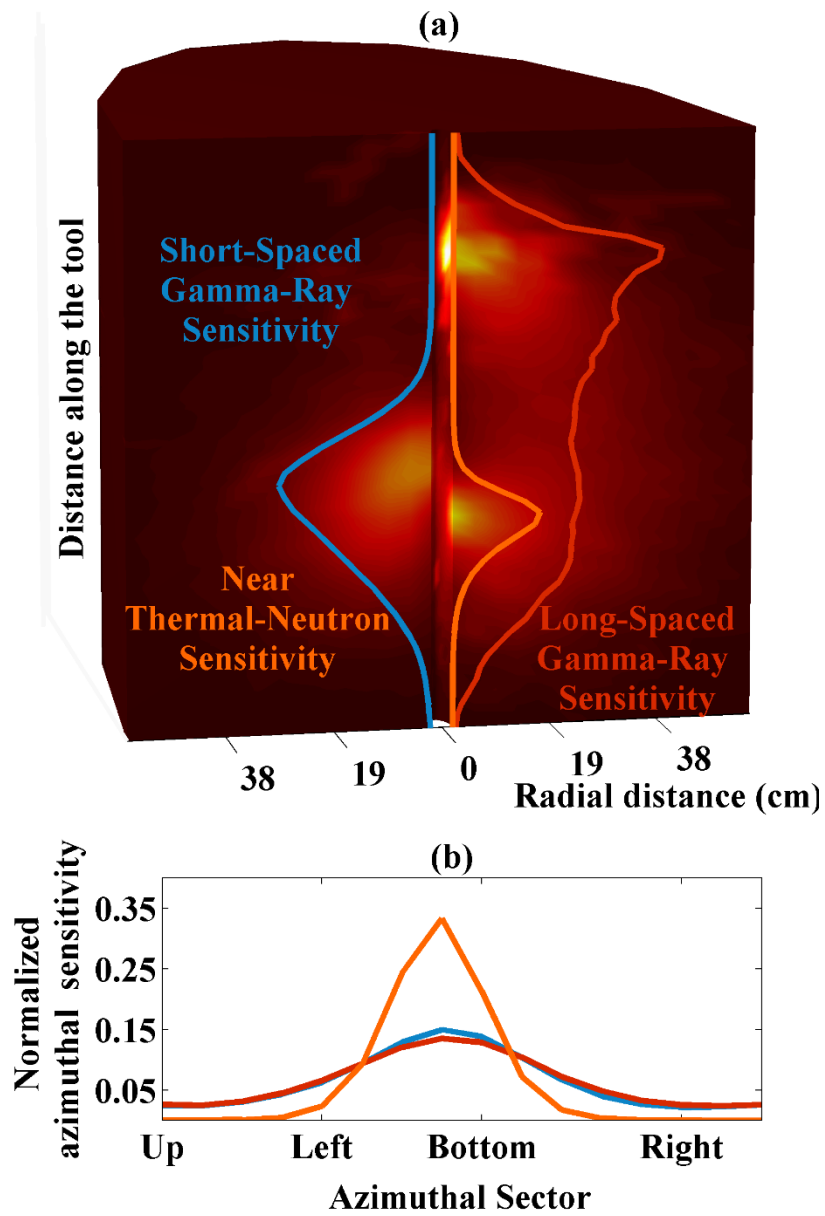 (a)
Distance along the tool
Short-Spaced
Gamma-Ray
Sensitivity
Near
Thermal-Neutron
Sensitivity
Long-Spaced
Gamma-Ray
Sensitivity
38
19
0
19
38
Radial distance (cm)
(b)
Normalized
azimuthal sensitivity
0.35
0.25
0.15
0.05
Up
Left
Bottom
Right
Azimuthal Sector